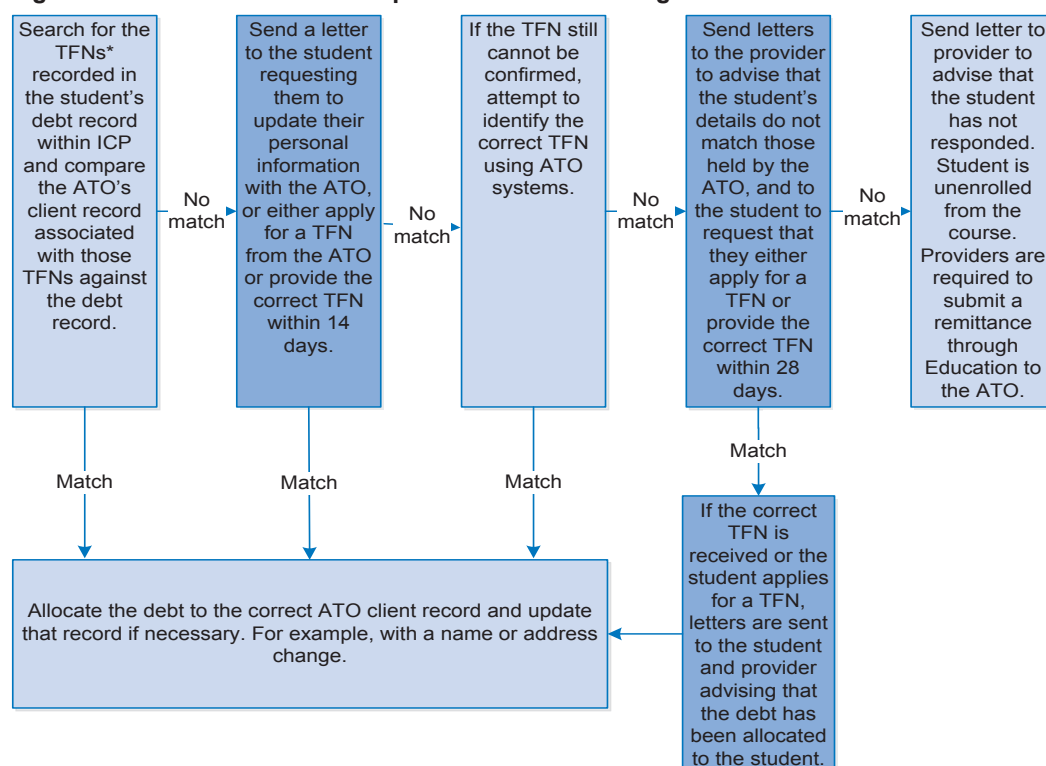 Search for the
TFNs*
recorded in
the student's
debt record
within ICP
and compare
the ATO's
client record
associated
with those
TFNs against
the debt
record.
No
match
Send a letter
to the student
requesting
them to
update their
personal
information
with the ATO,
or either apply
for a TFN
from the ATO
or provide the
correct TFN
within 14
days.
No
match
If the TFN still
cannot be
confirmed,
attempt to
identify the
correct TFN
using ATO
systems.
No
match
Send letters
to the provider
to advise that
the student's
details do not
match those
held by the
ATO, and to
the student to
request that
they either
apply for a
TFN or
provide the
correct TFN
within 28
days.
No
match
Send letter to
provider to
advise that
the student
has not
responded.
Student is
unenrolled
from the
course.
Providers are
required to
submit a
remittance
through
Education to
the ATO.
Match
Match
Match
Match
If the correct
TFN is
received or the
student applies
for a TFN,
letters are sent
to the student
and provider
advising that
the debt has
been allocated
to the student.
Allocate the debt to the correct ATO client record and update
that record if necessary. For example, with a name or address
change.